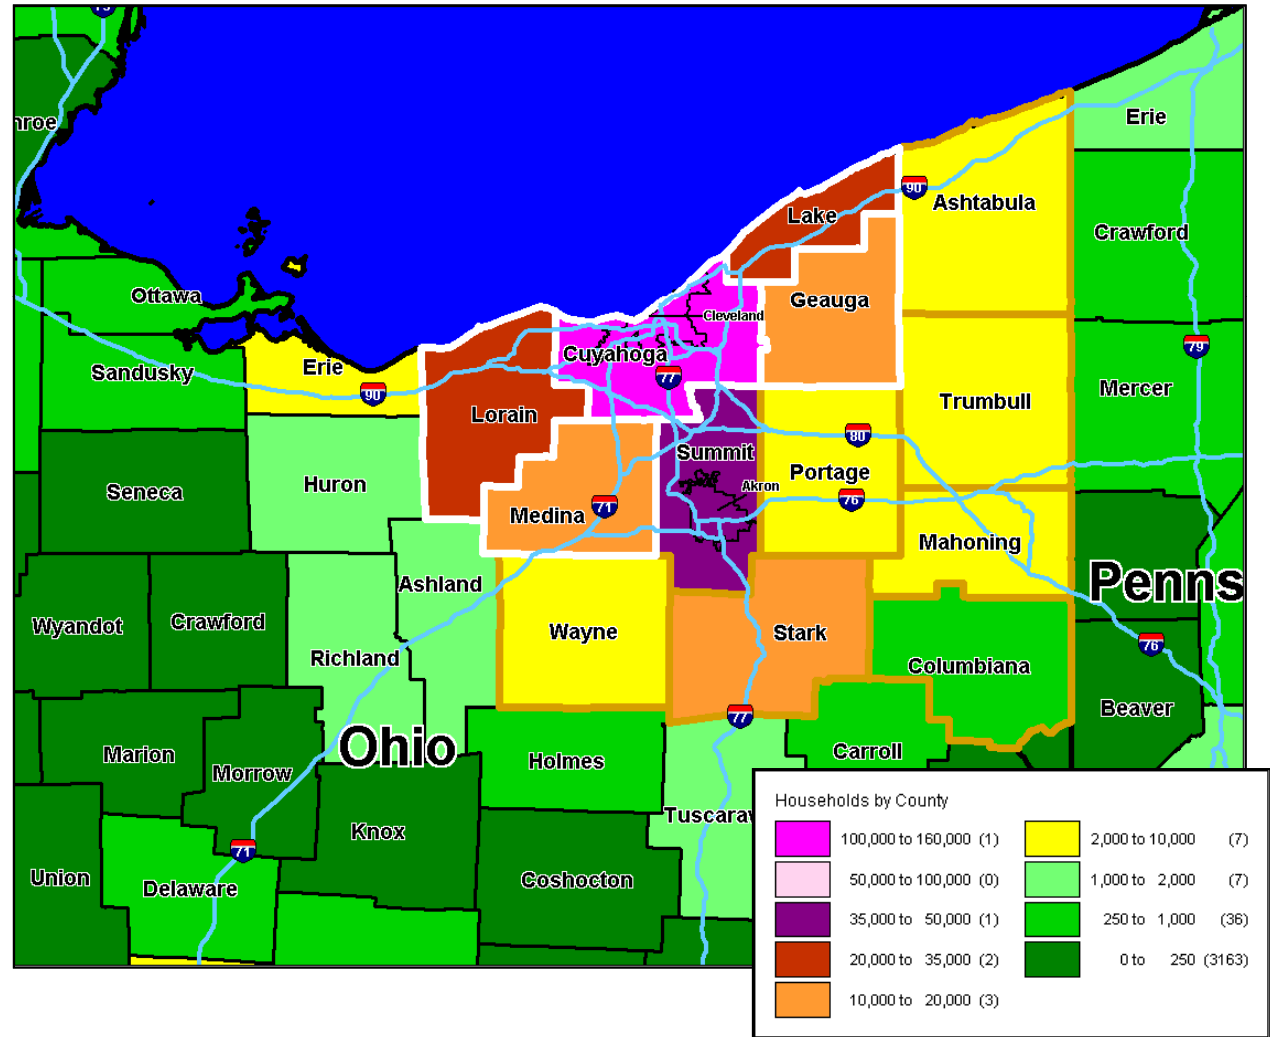 75
nroe
Erie
90
Ashtabula
Lake
Crawford
Ottawa
Geauga
Cleveland
Erie
Cuyahoga
79
Sandusky
77
90
Mercer
Trumbull
Lorain
80
Summit
Portage
Huron
Akron
Seneca
76
71
Medina
Mahoning
Ashland
Penns
Wyandot
Crawford
Wayne
Stark
76
Richland
Columbiana
Beaver
77
Ohio
Marion
Carroll
Holmes
Morrow
Tuscarav
Knox
71
Union
Delaware
Coshocton
Households by County
100,000 to 160,000 (1)
50,000 to 100,000 (0)
35,000 to 50,000 (1)
20,000 to 35,000 (2)
10,000 to 20,000 (3)
2,000 to 10,000 (7)
1,000 to 2,000 (7)
250 to 1,000 (36)
0 to 250 (3163)